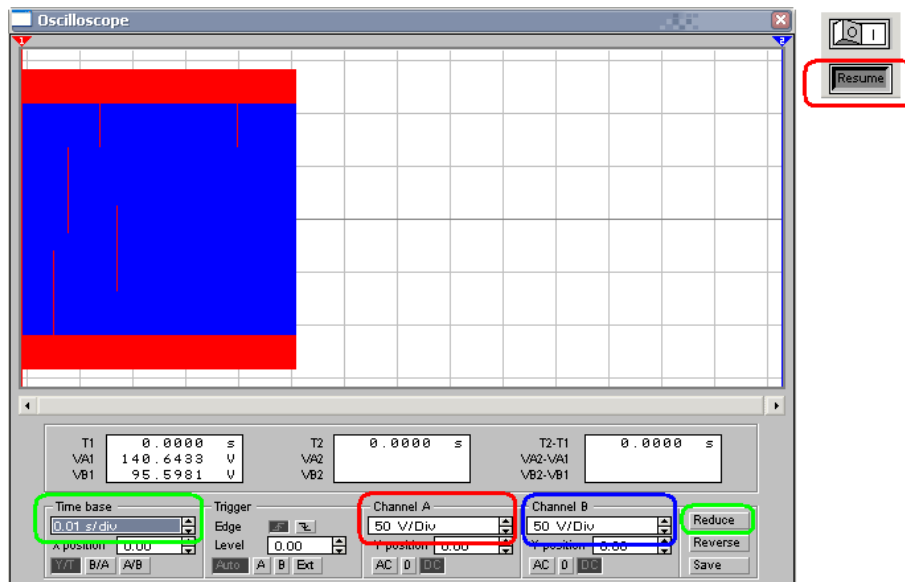 Oscilloscope
1
2
Resume
T1 0.0000 s
VA1 140.6433 V
VB1 95.5981 V
T2 0.0000 s
VA2
VB2
T2-T1 0.0000 s
VA2-VA1
VB2-VB1
Time base
0.01 s/div
X position 0.00
Y/T B/A A/B
Trigger
Edge
Level 0.00
Auto A B Ext
Channel A
50 V/Div
Y position 0.00
AC 0 DC
Channel B
50 V/Div
Y position 0.00
AC 0 DC
Reduce
Reverse
Save